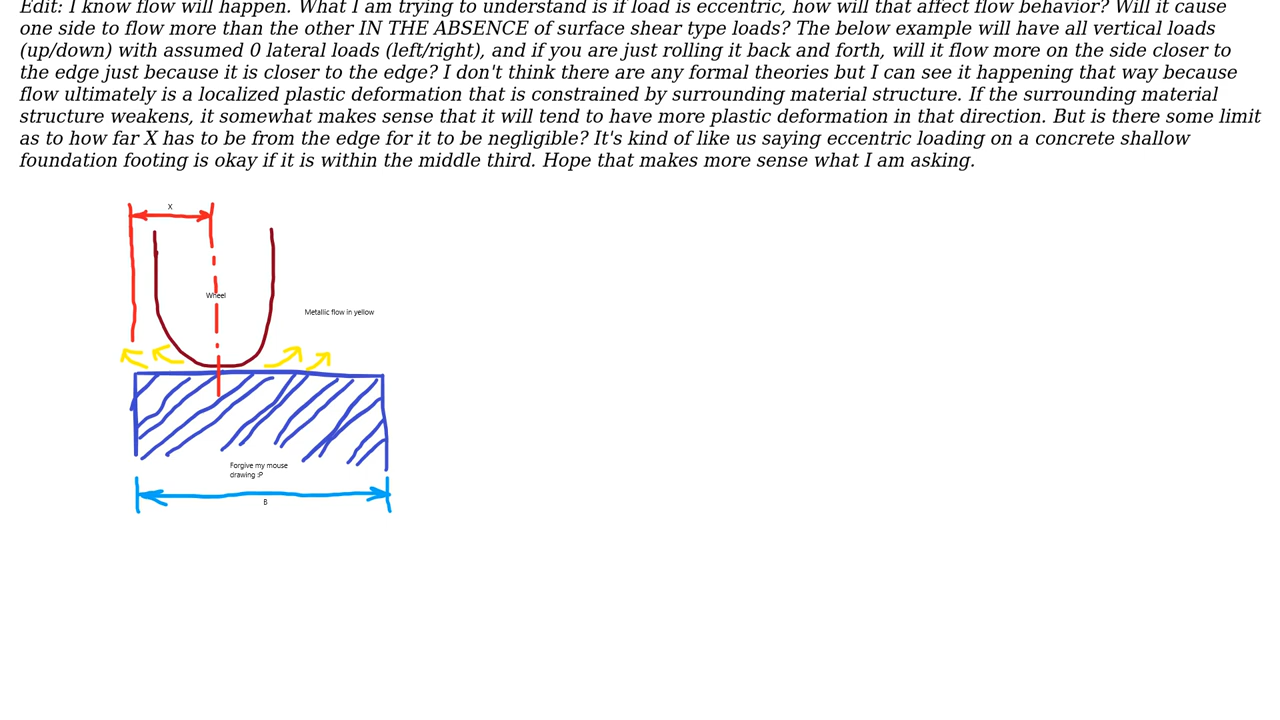 Edit: I know flow will happen. What I am trying to understand is if load is eccentric, how will that affect flow behavior? Will it cause
one side to flow more than the other IN THE ABSENCE of surface shear type loads? The below example will have all vertical loads
(up/down) with assumed 0 lateral loads (left/right), and if you are just rolling it back and forth, will it flow more on the side closer to
the edge just because it is closer to the edge? I don't think there are any formal theories but I can see it happening that way because
flow ultimately is a localized plastic deformation that is constrained by surrounding material structure. If the surrounding material
structure weakens, it somewhat makes sense that it will tend to have more plastic deformation in that direction. But is there some limit
as to how far X has to be from the edge for it to be negligible? It's kind of like us saying eccentric loading on a concrete shallow
foundation footing is okay if it is within the middle third. Hope that makes more sense what I am asking.
X
Wheel
Metallic flow in yellow
Forgive my mouse
drawing :P
B